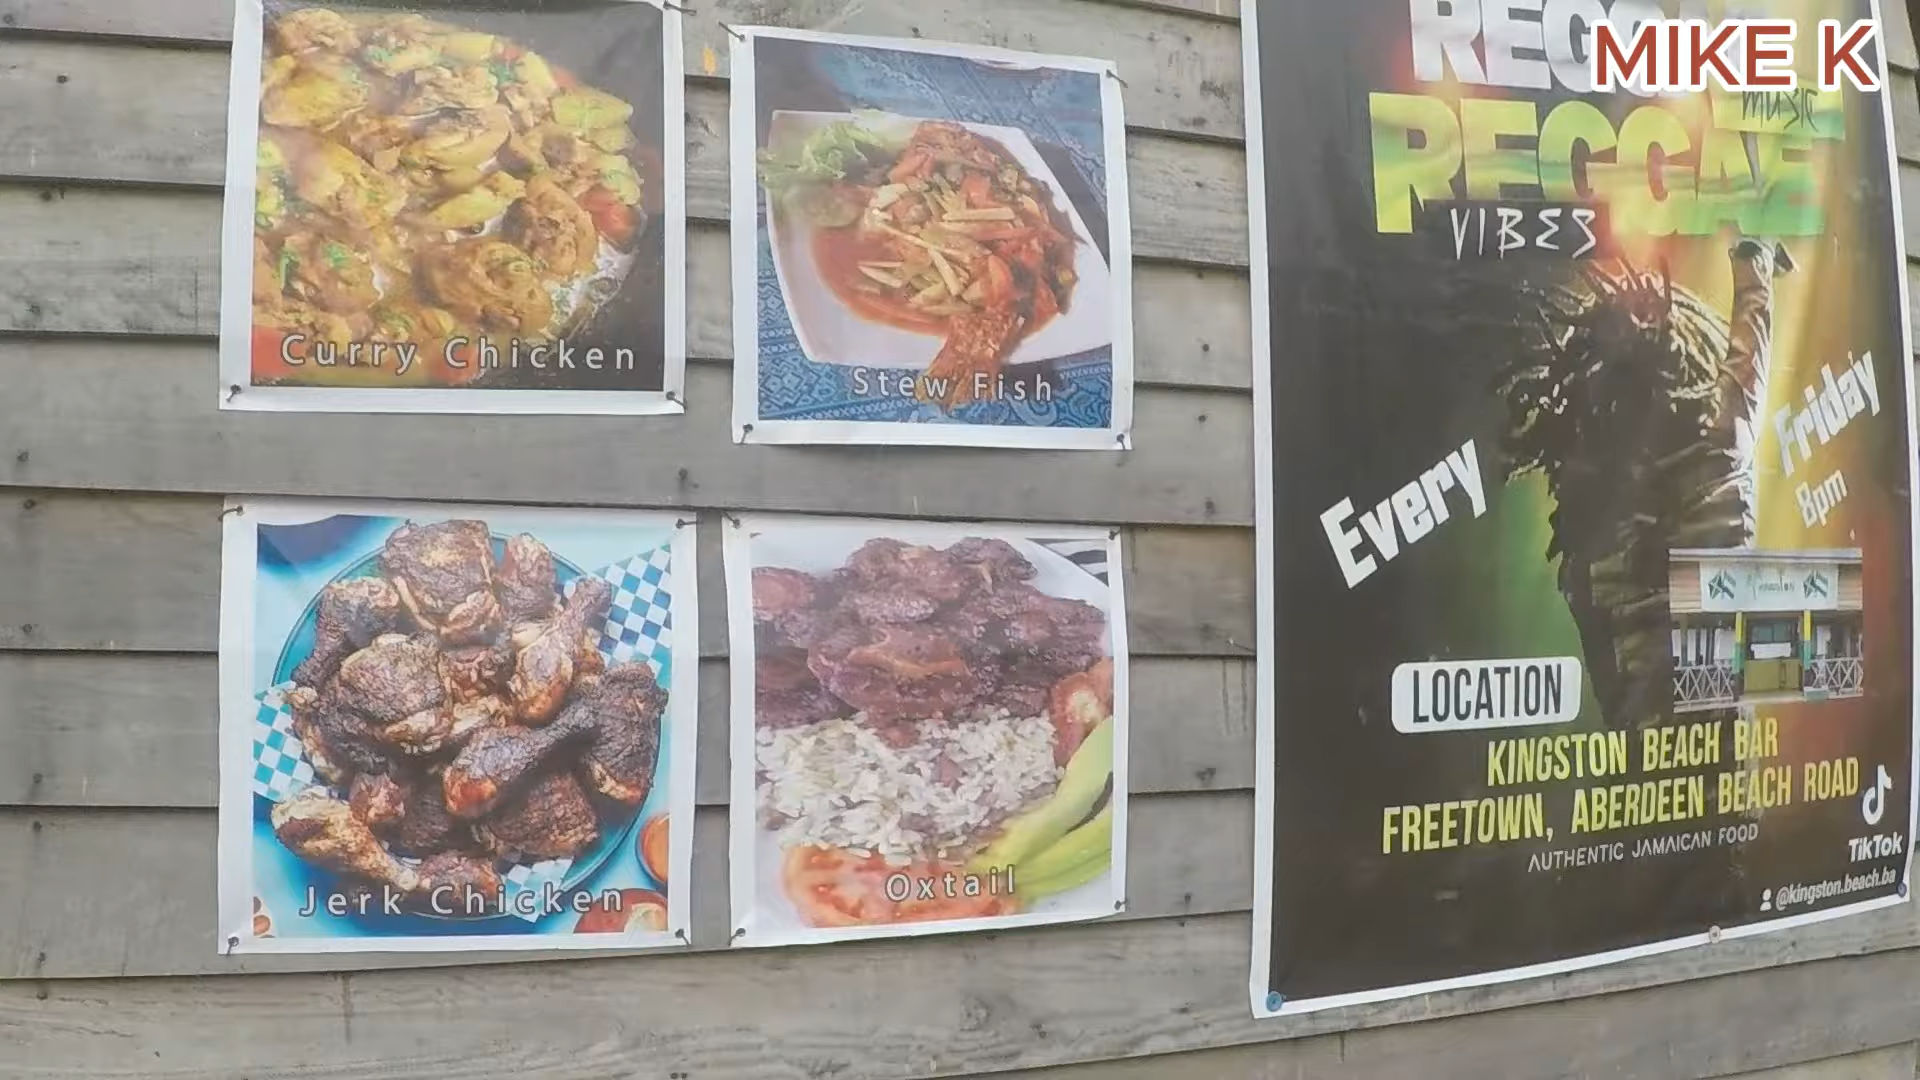 MIKE K
Curry Chicken
Stew Fish
Jerk Chicken
Oxtail
music
REGGAE
VIBES
Every
Friday
8pm
LOCATION
KINGSTON BEACH BAR
FREETOWN, ABERDEEN BEACH ROAD
AUTHENTIC JAMAICAN FOOD
TikTok
@kingston.beach.ba